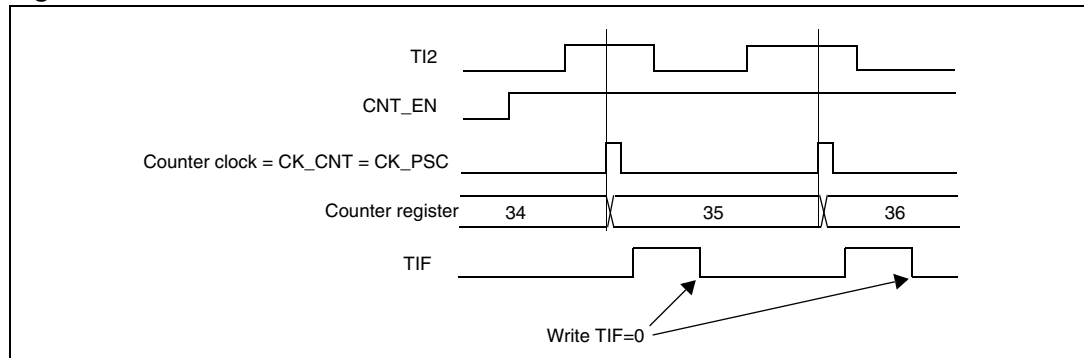 TI2
CNT_EN
Counter clock = CK_CNT = CK_PSC
Counter register 34 35 36
TIF
Write TIF=0